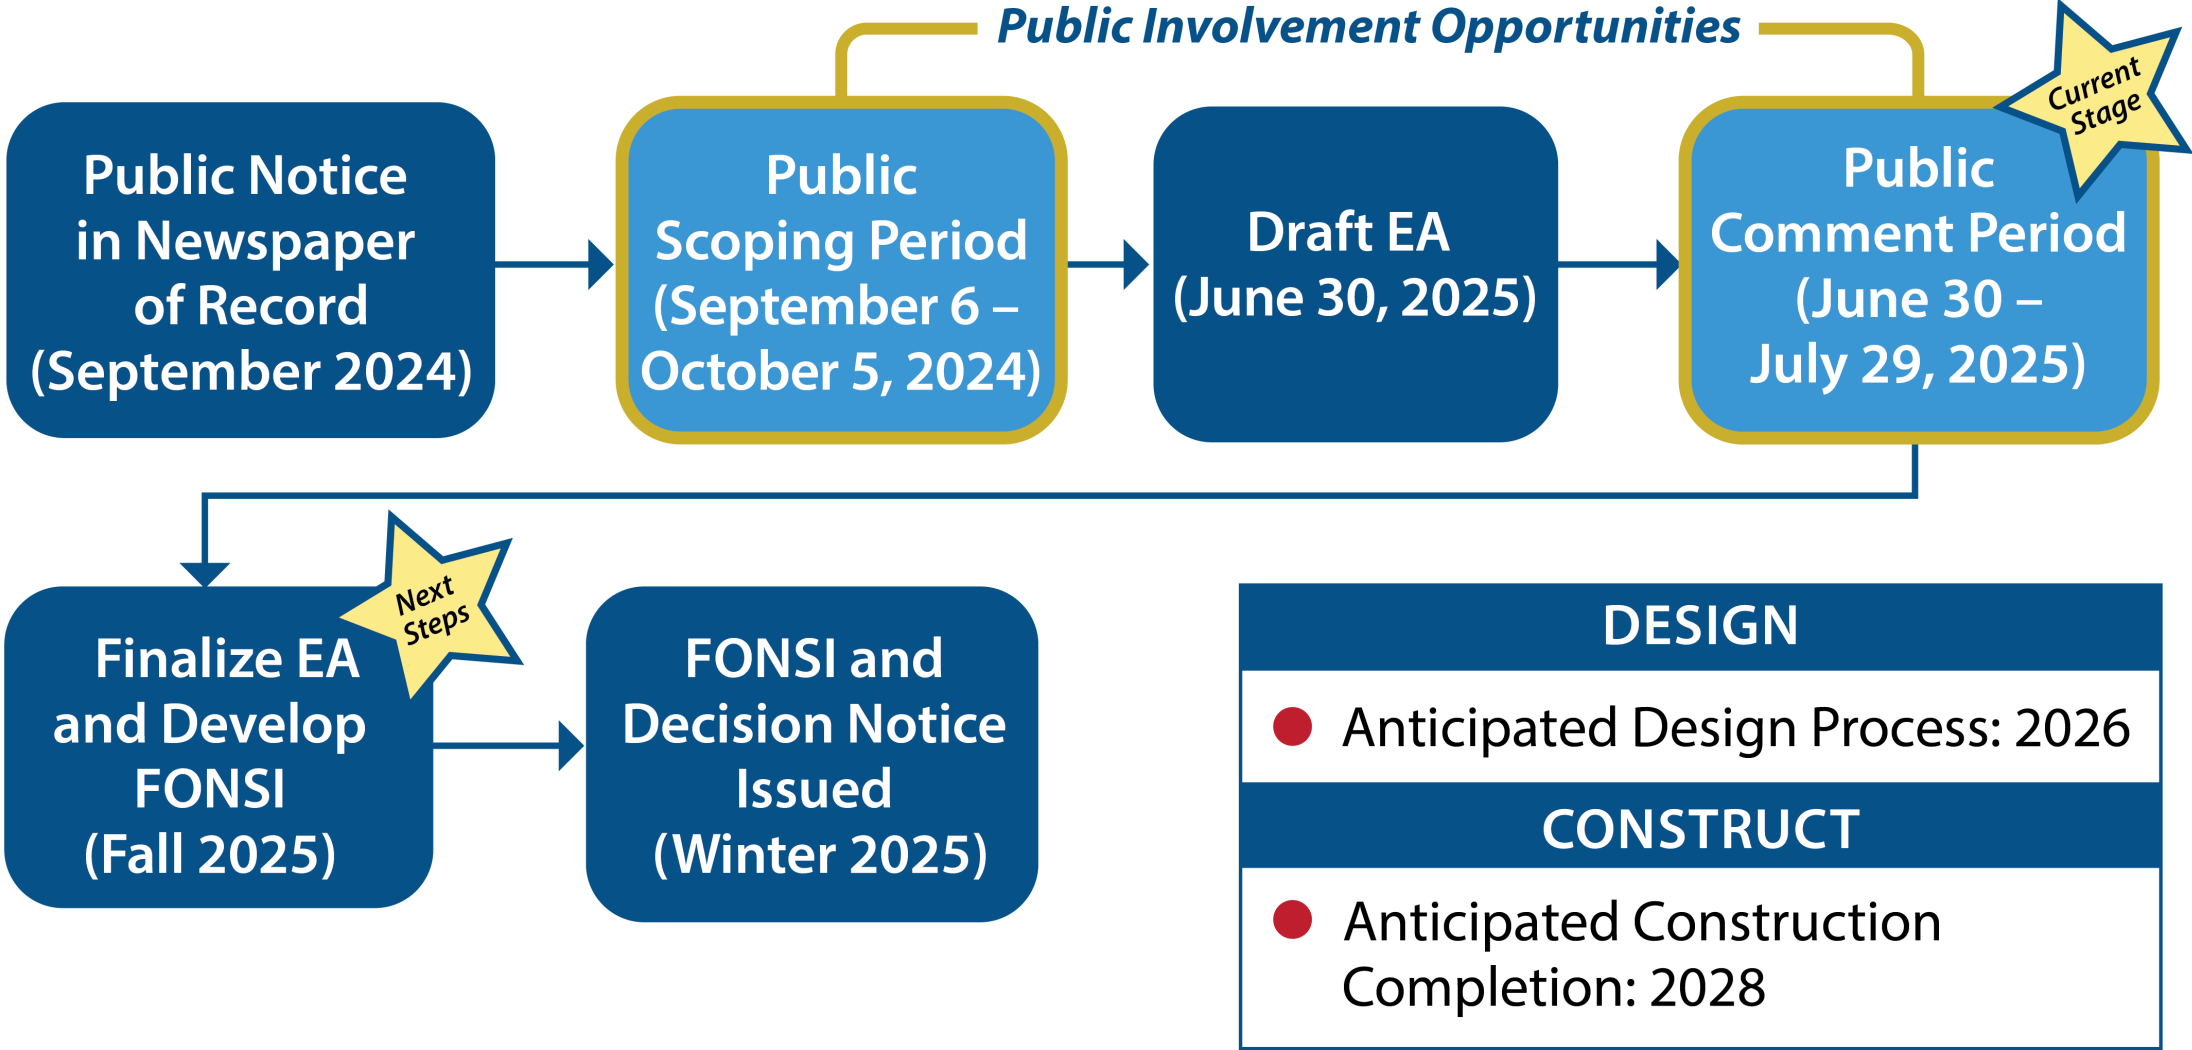 Public Involvement Opportunities
Current
Stage
Public Notice
in Newspaper
of Record
(September 2024)
Public
Scoping Period
(September 6 –
October 5, 2024)
Draft EA
(June 30, 2025)
Public
Comment Period
(June 30 –
July 29, 2025)
Next
Steps
Finalize EA
and Develop
FONSI
(Fall 2025)
FONSI and
Decision Notice
Issued
(Winter 2025)
DESIGN
Anticipated Design Process: 2026
CONSTRUCT
Anticipated Construction
Completion: 2028